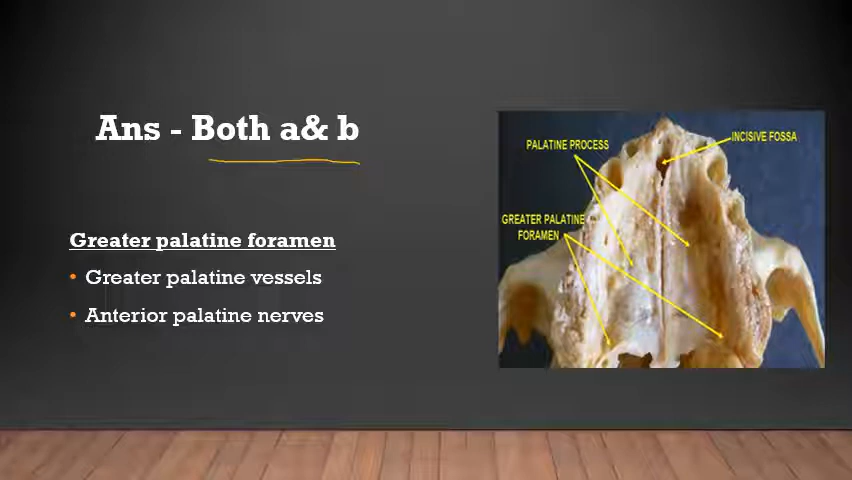 Ans - Both a& b
Greater palatine foramen
• Greater palatine vessels
• Anterior palatine nerves
PALATINE PROCESS
INCISIVE FOSSA
GREATER PALATINE
FORAMEN